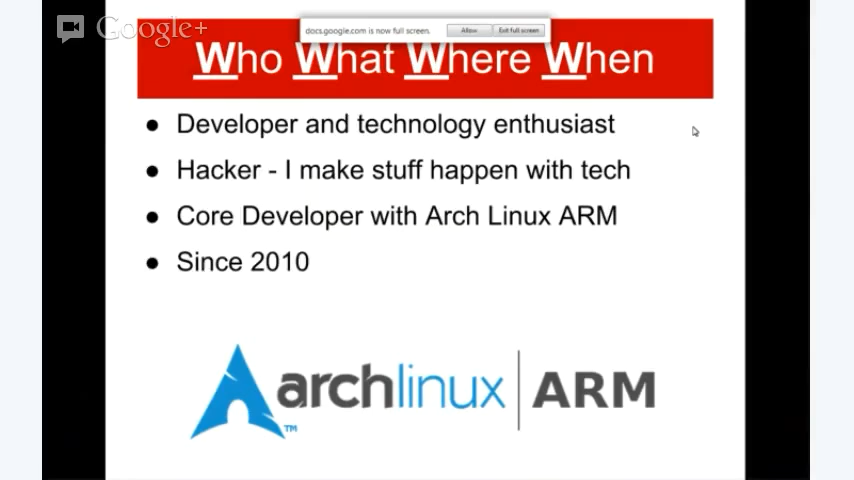 Google+
docs.google.com is now full screen. Allow Exit full screen
Who What Where When
● Developer and technology enthusiast
● Hacker - I make stuff happen with tech
● Core Developer with Arch Linux ARM
● Since 2010
archlinux ARM
TM